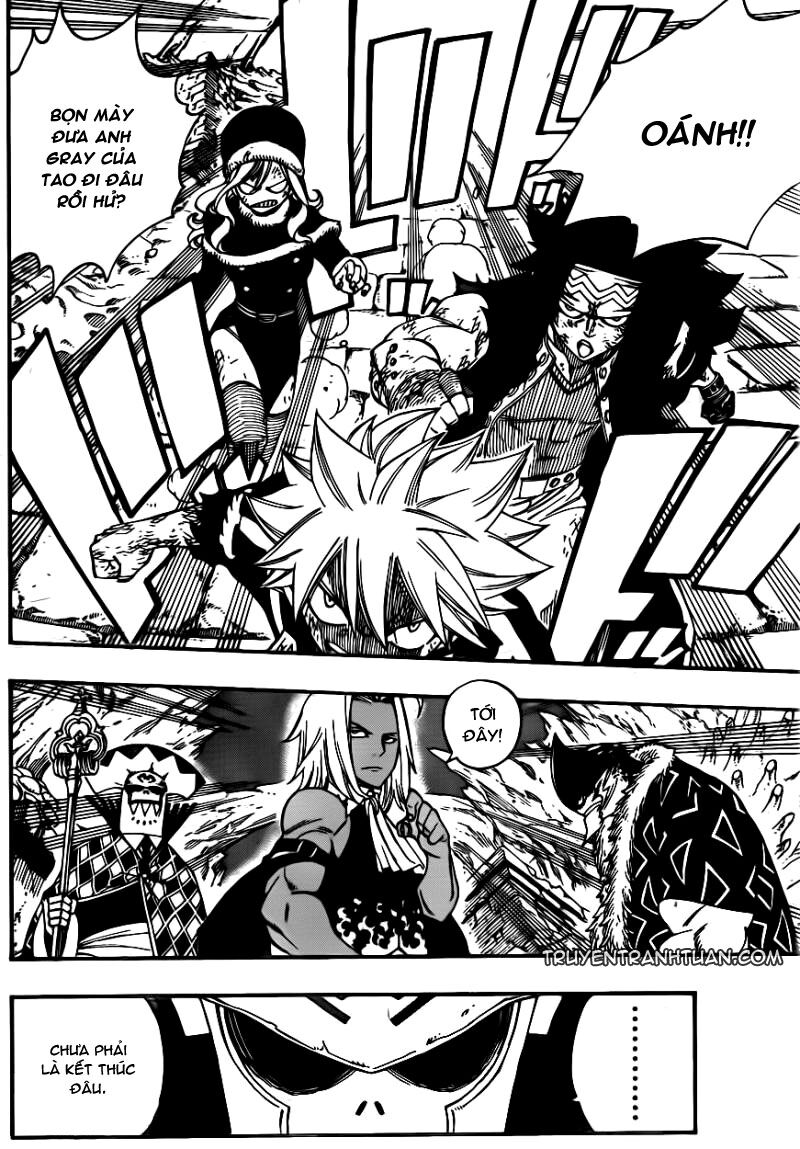 BỌN MÀY
ĐƯA ANH
GRAY CỦA
TAO ĐI ĐÂU
RỒI HỬ?
OÁNH!!
TỚI
ĐÂY!
TRUYENTRANHTUAN.COM
CHƯA PHẢI
LÀ KẾT THÚC
ĐÂU.
........